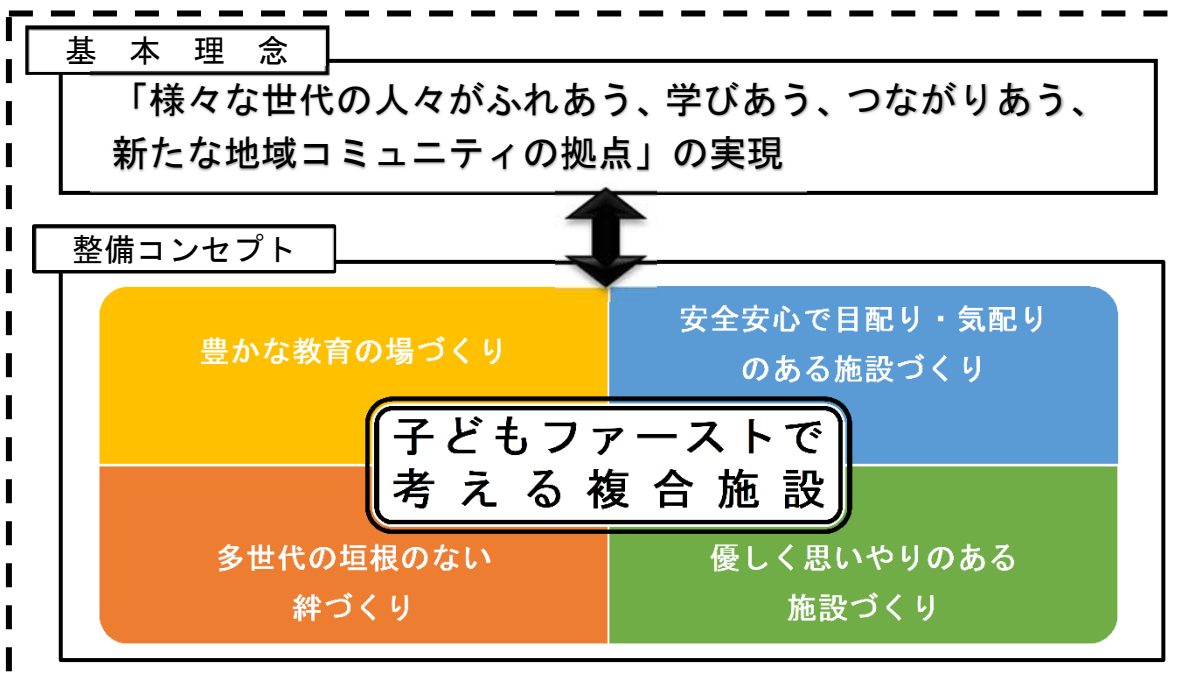 基本理念
「様々な世代の人々がふれあう、学びあう、つながりあう、
新たな地域コミュニティの拠点」の実現
整備コンセプト
豊かな教育の場づくり
安全安心で目配り・気配り
のある施設づくり
子どもファーストで
考える複合施設
多世代の垣根のない
絆づくり
優しく思いやりのある
施設づくり